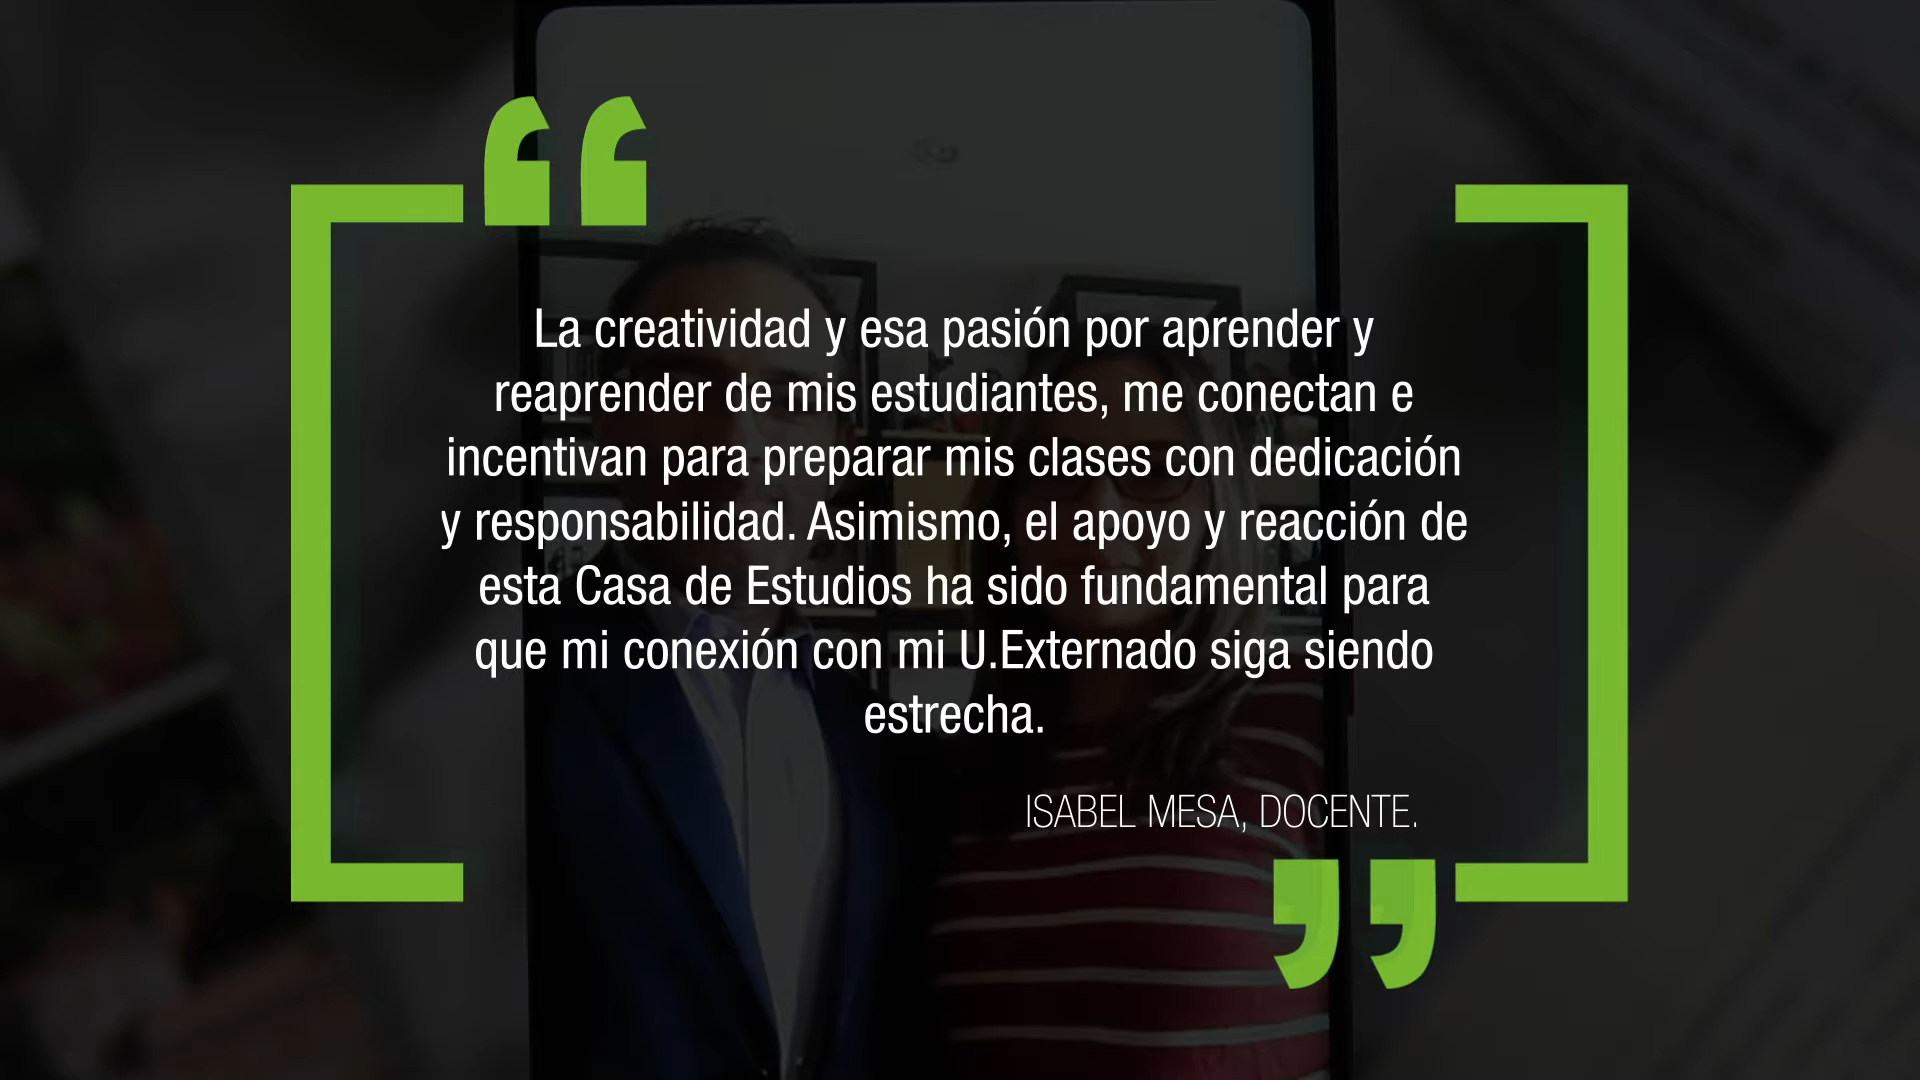 “
La creatividad y esa pasión por aprender y
reaprender de mis estudiantes, me conectan e
incentivan para preparar mis clases con dedicación
y responsabilidad. Asimismo, el apoyo y reacción de
esta Casa de Estudios ha sido fundamental para
que mi conexión con mi U.Externado siga siendo
estrecha.
ISABEL MESA, DOCENTE.
”